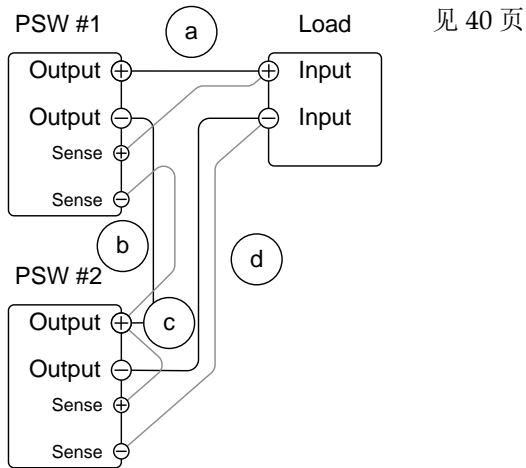 PSW #1
a
Load
见 40 页
Output
Input
Output
Input
Sense
Sense
b
d
PSW #2
Output
c
Output
Sense
Sense